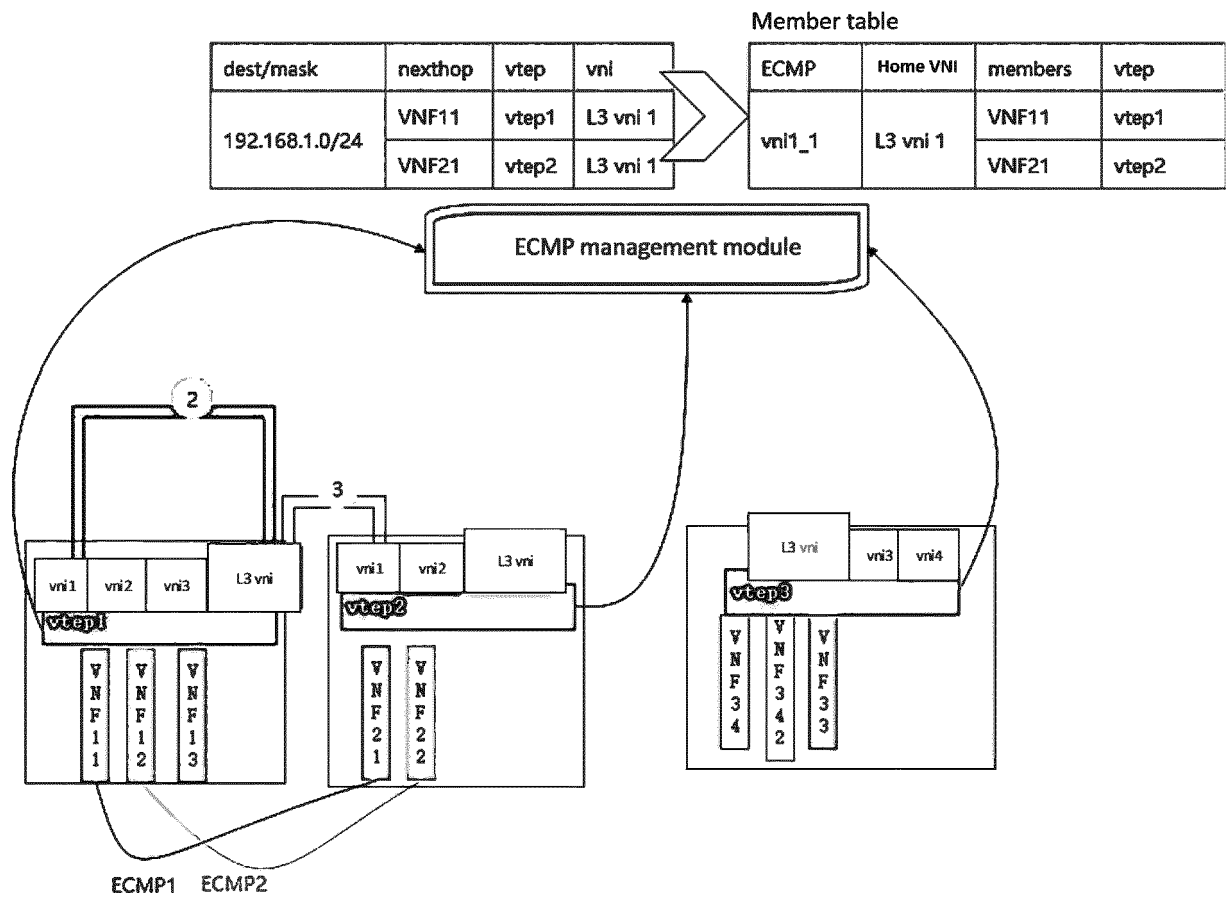 Member table
dest/mask nexthop vtep vni
192.168.1.0/24
VNF11 vtep1 L3 vni 1
VNF21 vtep2 L3 vni 1
ECMP Home VNI members vtep
vni1_1 L3 vni 1
VNF11 vtep1
VNF21 vtep2
ECMP management module
2
3
vni1 vni2 vni3 L3 vni
vtep1
VNF11
VNF12
VNF13
vni1 vni2 L3 vni
vtep2
VNF21
VNF22
L3 vni vni3 vni4
vtep3
VNF34
VNF342
VNF33
ECMP1 ECMP2